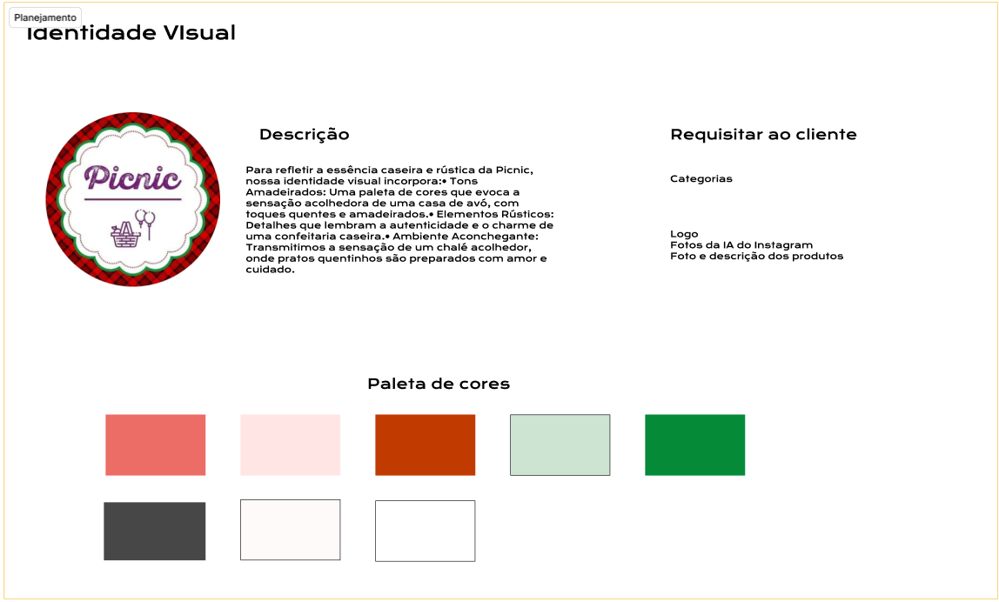 Planejamento
Identidade VIsual
Picnic
Descrição
Para refletir a essência caseira e rústica da Picnic,
nossa identidade visual incorpora:• Tons
Amadeirados: Uma paleta de cores que evoca a
sensação acolhedora de uma casa de avó, com
toques quentes e amadeirados.• Elementos Rústicos:
Detalhes que lembram a autenticidade e o charme de
uma confeitaria caseira.• Ambiente Aconchegante:
Transmitimos a sensação de um chalé acolhedor,
onde pratos quentinhos são preparados com amor e
cuidado.
Requisitar ao cliente
Categorias
Logo
Fotos da IA do Instagram
Foto e descrição dos produtos
Paleta de cores